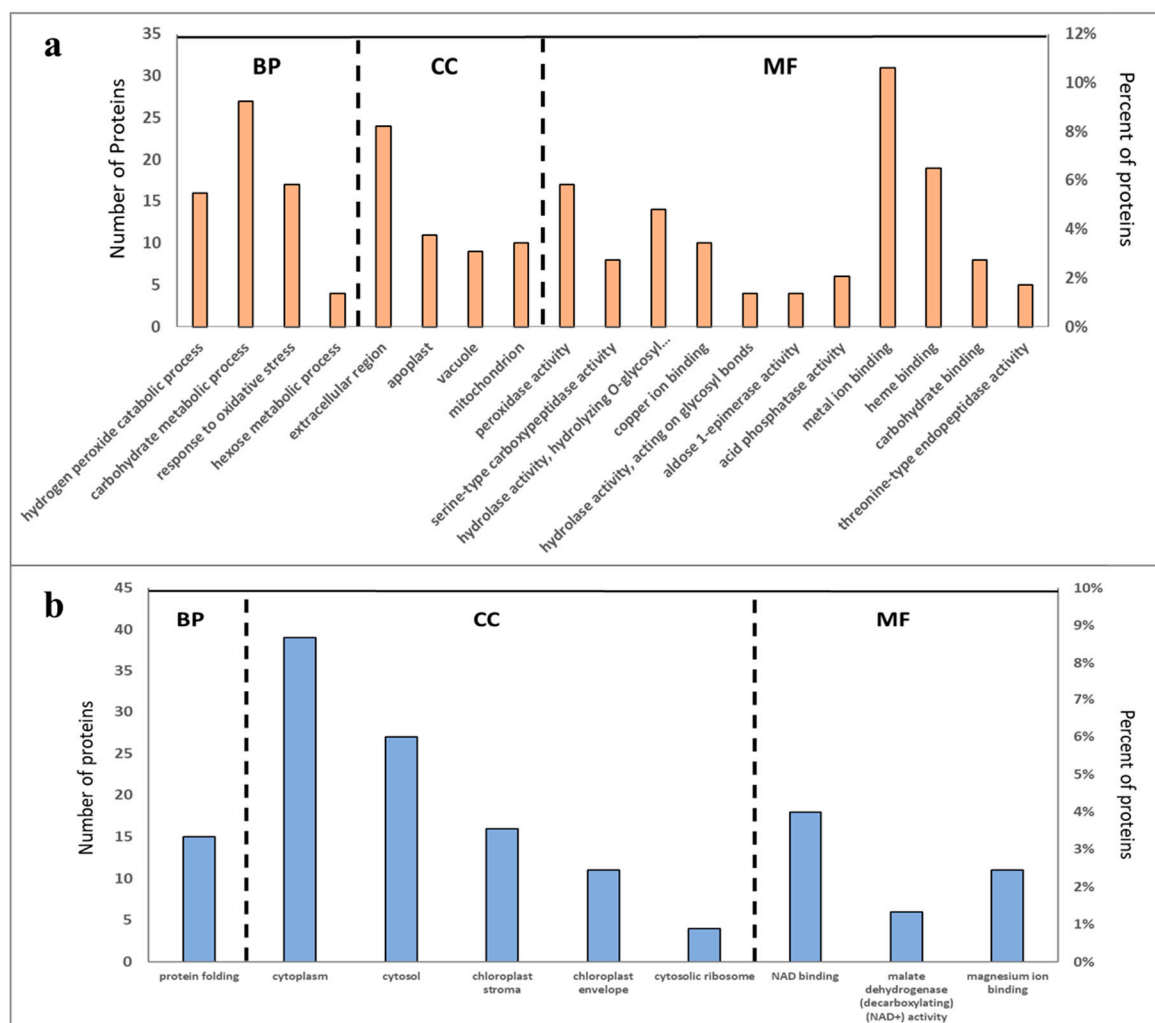 a
BP
CC
MF
Number of Proteins
35
30
25
20
15
10
5
0
Percent of proteins
12%
10%
8%
6%
4%
2%
0%
hydrogen peroxide catabolic process
carbohydrate metabolic process
response to oxidative stress
hexose metabolic process
extracellular region
apoplast
vacuole
mitochondrion
peroxidase activity
serine-type carboxypeptidase activity
hydrolase activity, hydrolyzing O-glycosyl...
copper ion binding
hydrolase activity, acting on glycosyl bonds
aldose 1-epimerase activity
acid phosphatase activity
metal ion binding
heme binding
carbohydrate binding
threonine-type endopeptidase activity
b
BP
CC
MF
Number of proteins
45
40
35
30
25
20
15
10
5
0
Percent of proteins
10%
9%
8%
7%
6%
5%
4%
3%
2%
1%
0%
protein folding
cytoplasm
cytosol
chloroplast
stroma
chloroplast
envelope
cytosolic ribosome
NAD binding
malate
dehydrogenase
(decarboxylating)
(NAD+) activity
magnesium ion
binding